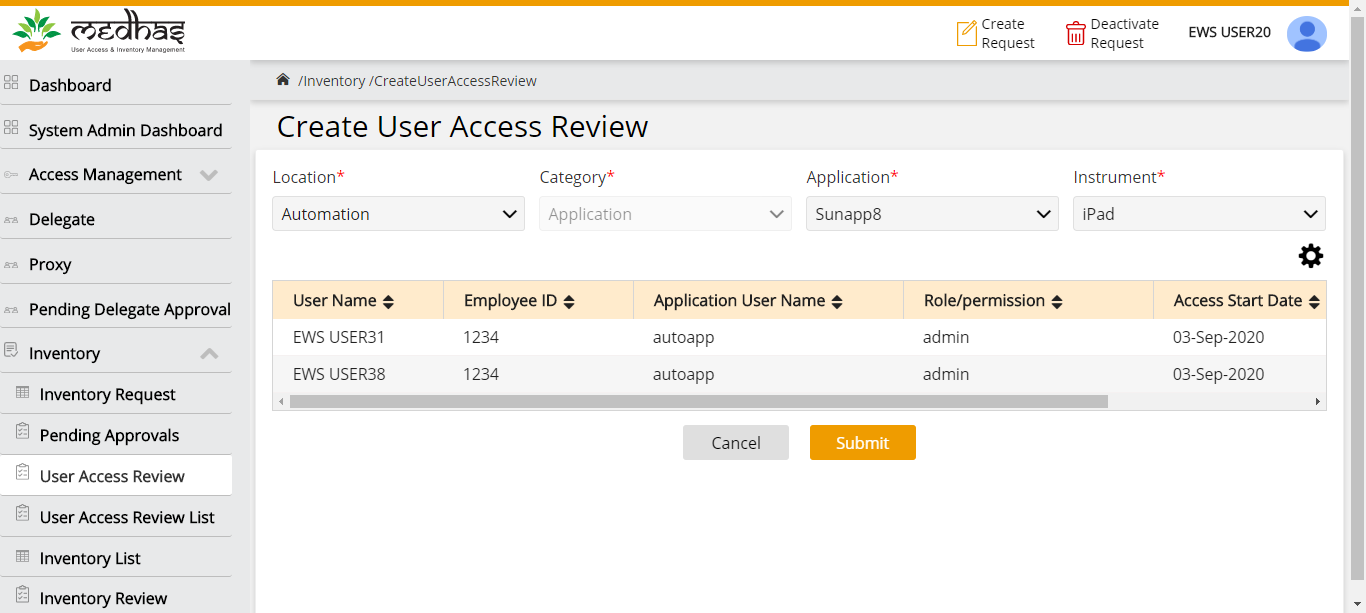 medhas
User Access & Inventory Management
Create
Request
Deactivate
Request
EWS USER20
Dashboard
System Admin Dashboard
Access Management
Delegate
Proxy
Pending Delegate Approval
Inventory
Inventory Request
Pending Approvals
User Access Review
User Access Review List
Inventory List
Inventory Review
/Inventory /CreateUserAccessReview
Create User Access Review
Location* Category* Application* Instrument*
Automation Application Sunapp8 iPad
User Name Employee ID Application User Name Role/permission Access Start Date
EWS USER31 1234 autoapp admin 03-Sep-2020
EWS USER38 1234 autoapp admin 03-Sep-2020
Cancel Submit